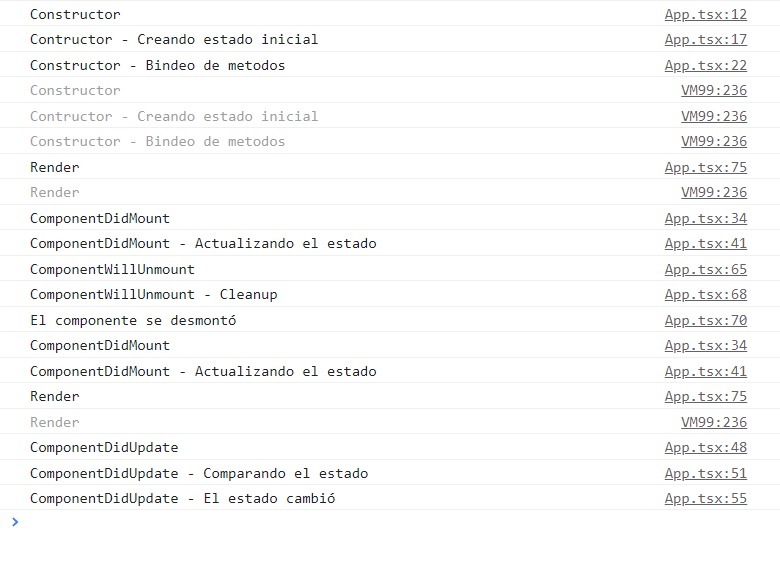 Constructor App.tsx:12
Contructor - Creando estado inicial App.tsx:17
Constructor - Bindeo de metodos App.tsx:22
Constructor VM99:236
Contructor - Creando estado inicial VM99:236
Constructor - Bindeo de metodos VM99:236
Render App.tsx:75
Render VM99:236
ComponentDidMount App.tsx:34
ComponentDidMount - Actualizando el estado App.tsx:41
ComponentWillUnmount App.tsx:65
ComponentWillUnmount - Cleanup App.tsx:68
El componente se desmontó App.tsx:70
ComponentDidMount App.tsx:34
ComponentDidMount - Actualizando el estado App.tsx:41
Render App.tsx:75
Render VM99:236
ComponentDidUpdate App.tsx:48
ComponentDidUpdate - Comparando el estado App.tsx:51
ComponentDidUpdate - El estado cambió App.tsx:55